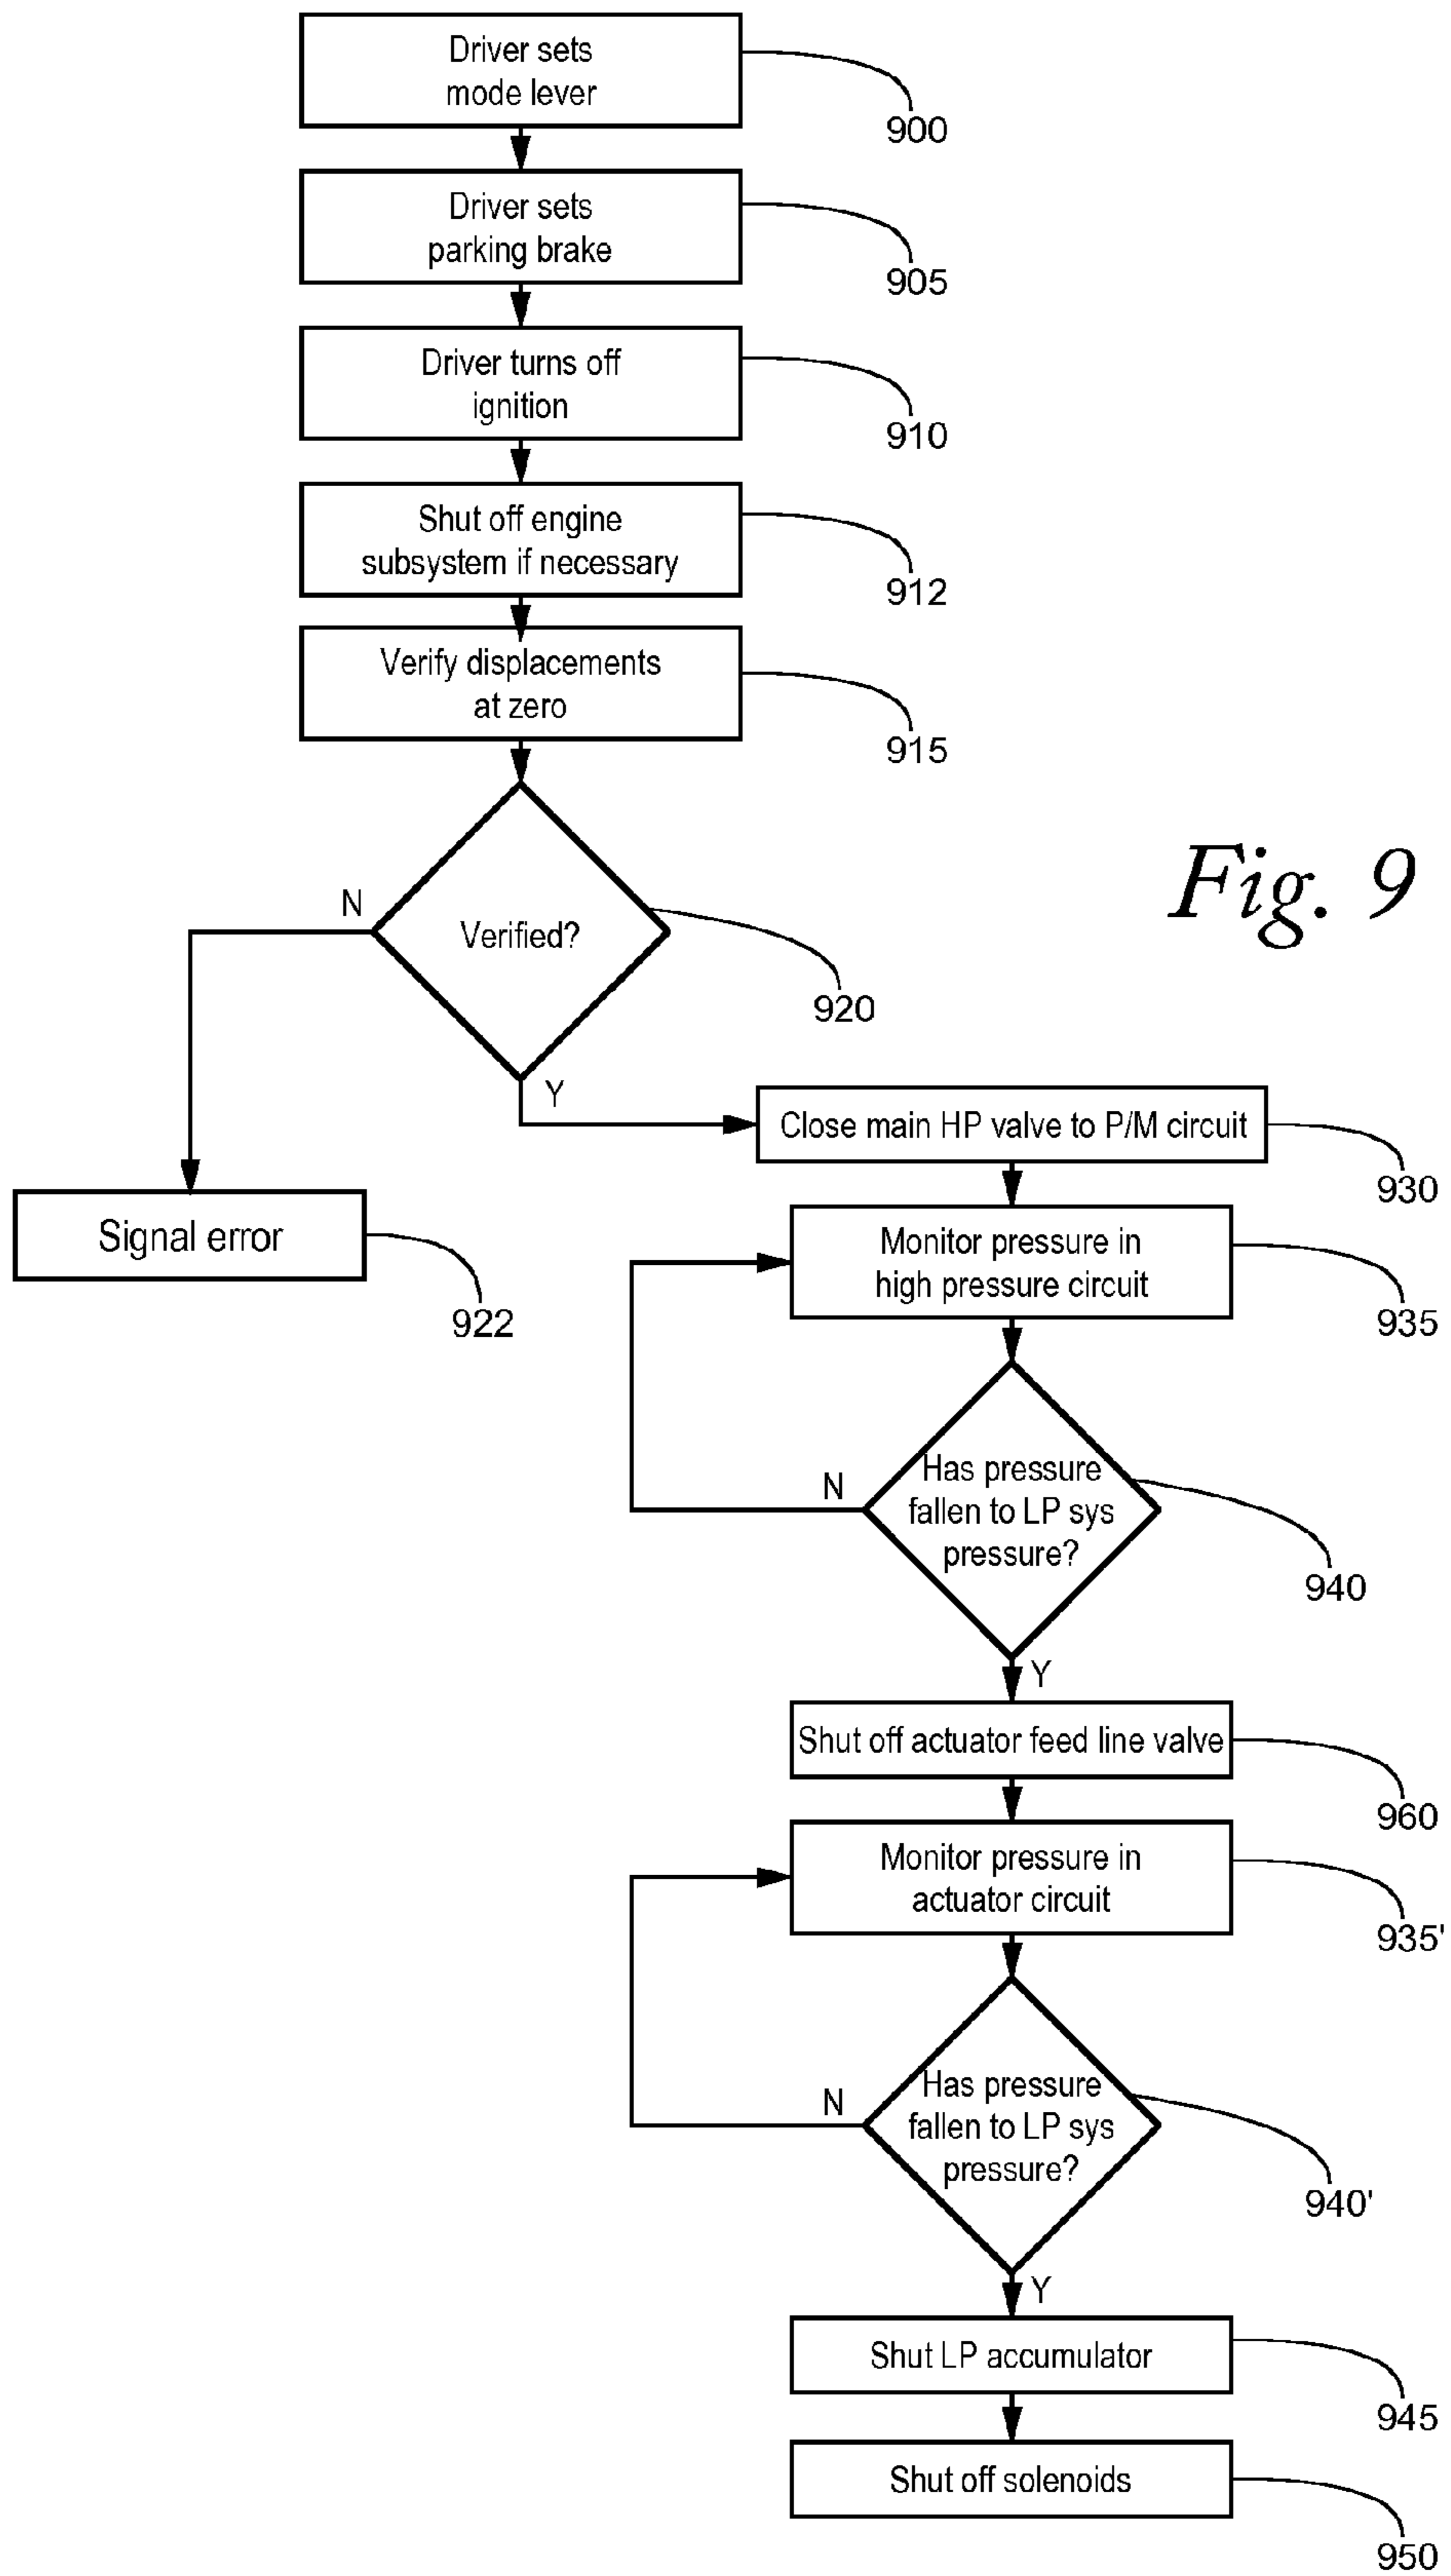 Driver sets
mode lever
900
Driver sets
parking brake
905
Driver turns off
ignition
910
Shut off engine
subsystem if necessary
912
Verify displacements
at zero
915
Fig. 9
N
Verified?
920
Y
Close main HP valve to P/M circuit
930
Signal error
922
Monitor pressure in
high pressure circuit
935
N
Has pressure
fallen to LP sys
pressure?
940
Y
Shut off actuator feed line valve
960
Monitor pressure in
actuator circuit
935'
N
Has pressure
fallen to LP sys
pressure?
940'
Y
Shut LP accumulator
945
Shut off solenoids
950